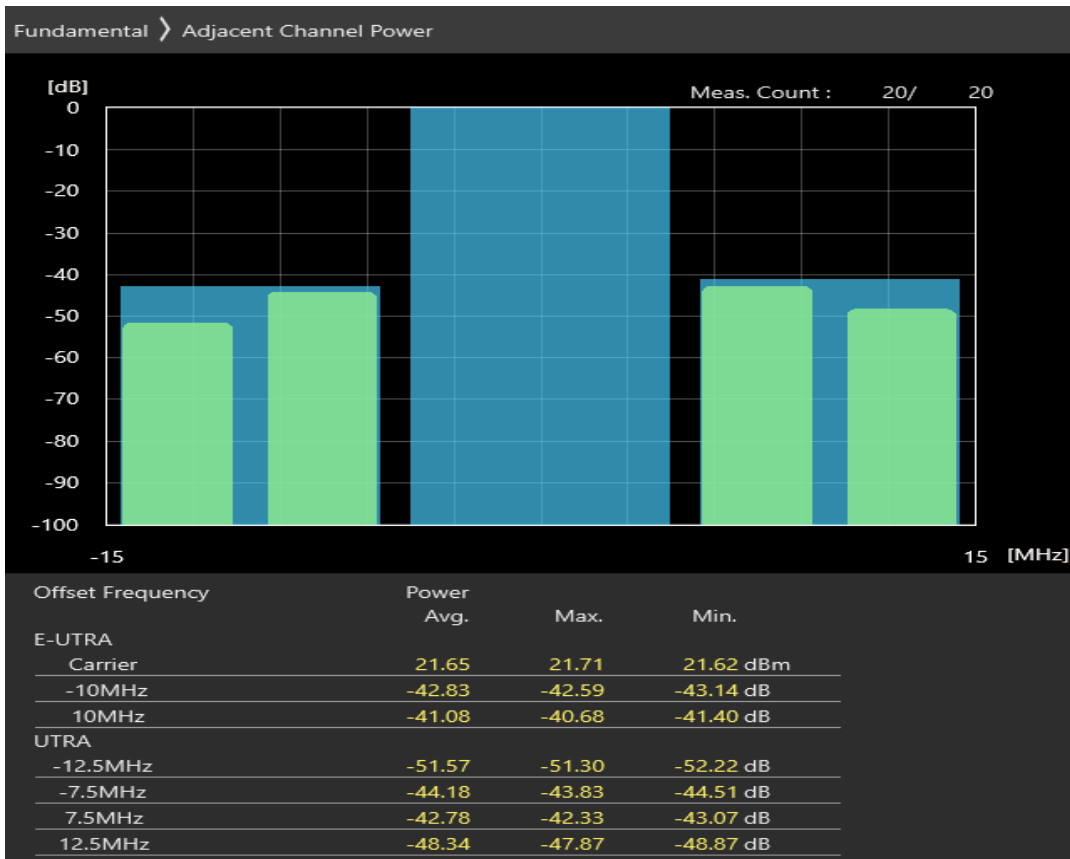 Fundamental 》 Adjacent Channel Power
[dB]
Meas. Count : 20/ 20
0
-10
-20
-30
-40
-50
-60
-70
-80
-90
-100
-15 15 [MHz]
Offset Frequency Power
Avg. Max. Min.
E-UTRA
Carrier 21.65 21.71 21.62 dBm
-10MHz -42.83 -42.59 -43.14 dB
10MHz -41.08 -40.68 -41.40 dB
UTRA
-12.5MHz -51.57 -51.30 -52.22 dB
-7.5MHz -44.18 -43.83 -44.51 dB
7.5MHz -42.78 -42.33 -43.07 dB
12.5MHz -48.34 -47.87 -48.87 dB